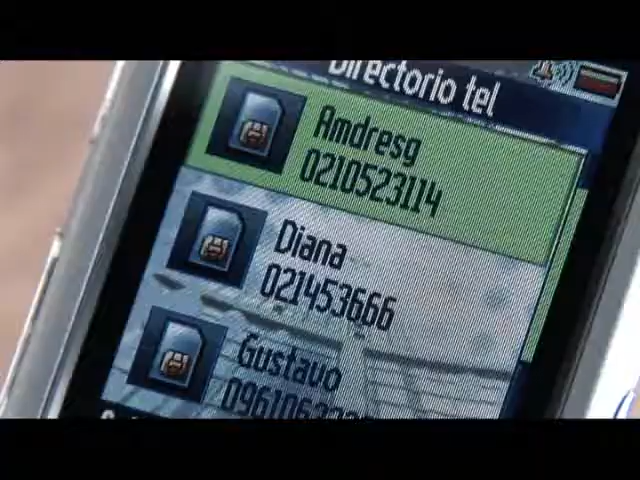 Directorio tel
Amdresg
0210523114
Diana
021453666
Gustavo